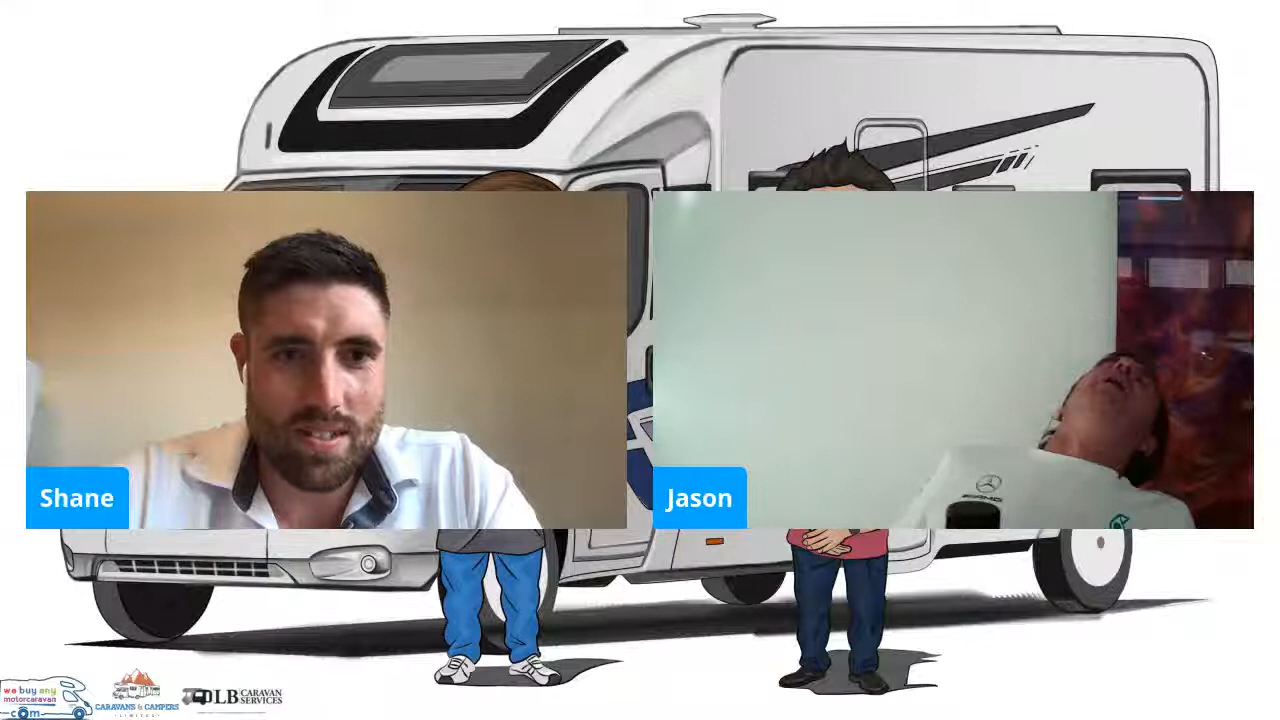 Shane
Jason
we buy any
motorcaravan
.com
CARAVANS & CAMPERS
· LIMITED ·
DLB CARAVAN
SERVICES